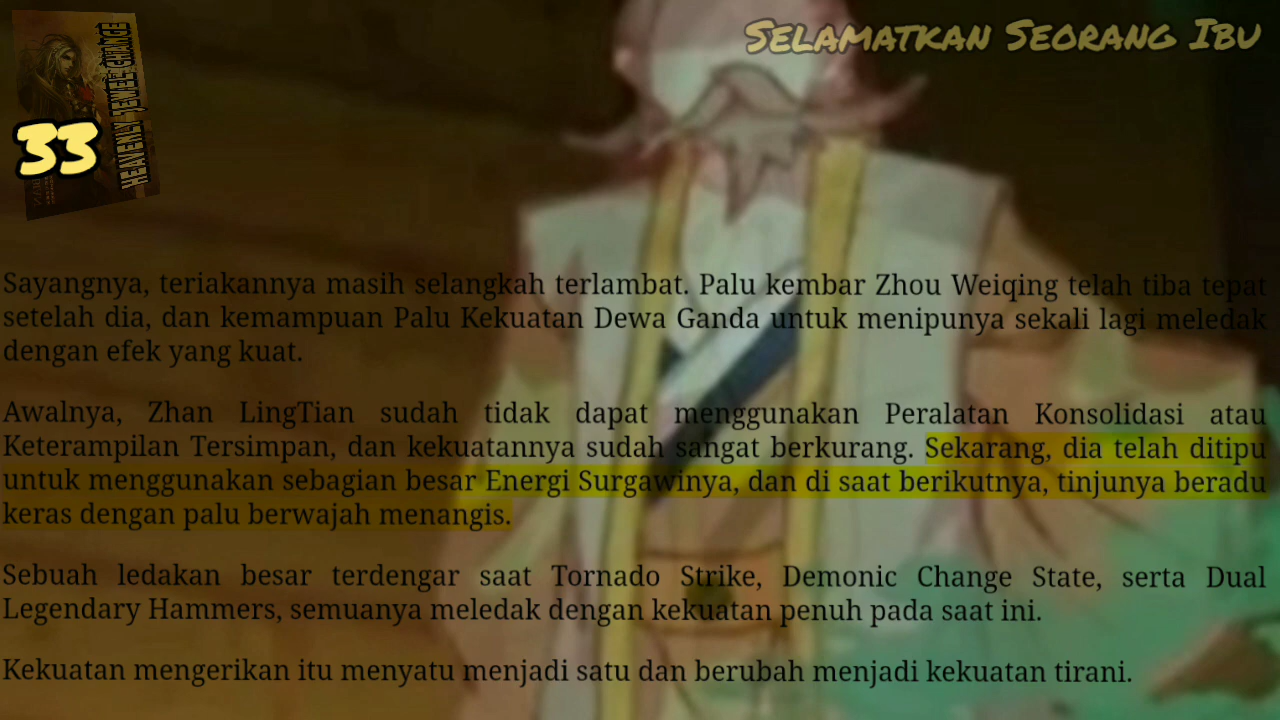 Selamatkan Seorang Ibu
HEAVENLY JEWEL CHANGE
33
Sayangnya, teriakannya masih selangkah terlambat. Palu kembar Zhou Weiqing telah tiba tepat
setelah dia, dan kemampuan Palu Kekuatan Dewa Ganda untuk menipunya sekali lagi meledak
dengan efek yang kuat.
Awalnya, Zhan LingTian sudah tidak dapat menggunakan Peralatan Konsolidasi atau
Keterampilan Tersimpan, dan kekuatannya sudah sangat berkurang. Sekarang, dia telah ditipu
untuk menggunakan sebagian besar Energi Surgawinya, dan di saat berikutnya, tinjunya beradu
keras dengan palu berwajah menangis.
Sebuah ledakan besar terdengar saat Tornado Strike, Demonic Change State, serta Dual
Legendary Hammers, semuanya meledak dengan kekuatan penuh pada saat ini.
Kekuatan mengerikan itu menyatu menjadi satu dan berubah menjadi kekuatan tirani.